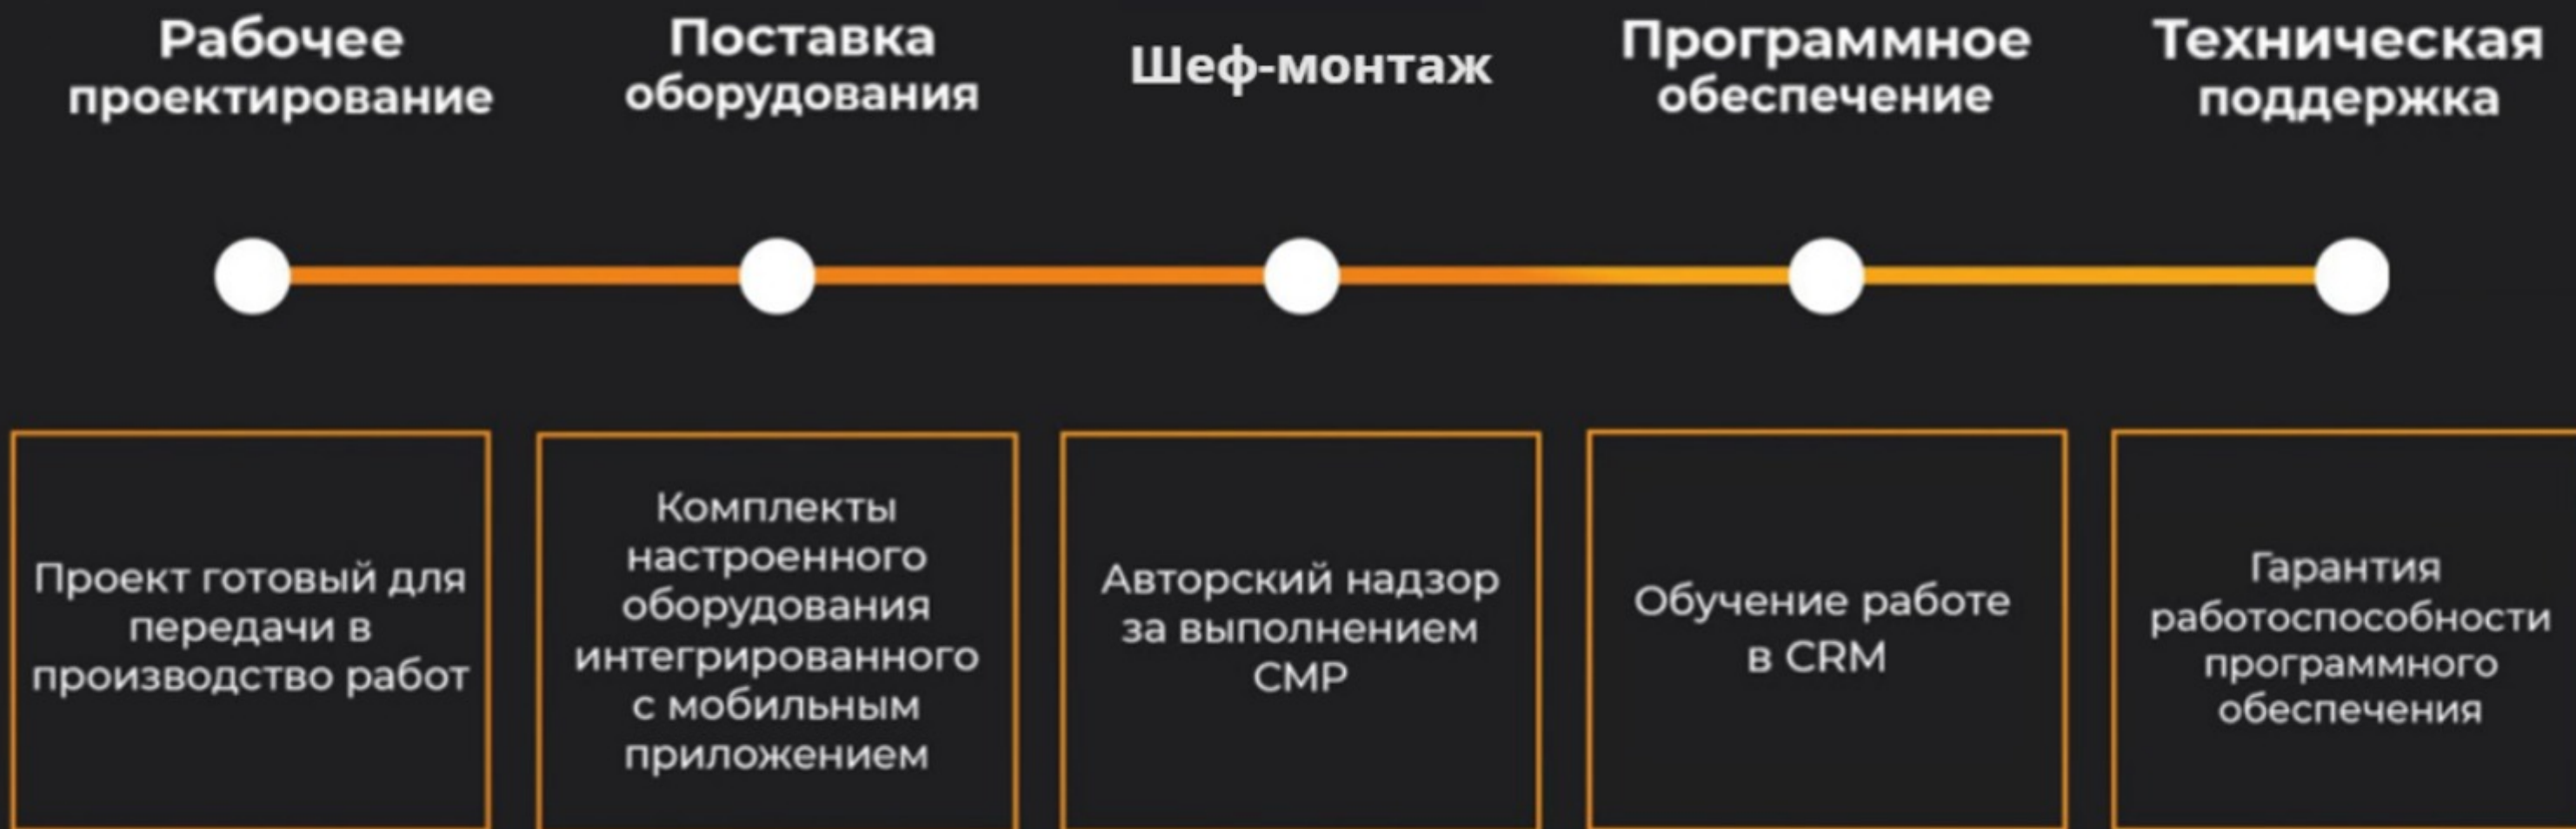 Рабочее
проектирование
Поставка
оборудования
Шеф-монтаж
Программное
обеспечение
Техническая
поддержка
Проект готовый для
передачи в
производство работ
Комплекты
настроенного
оборудования
интегрированного
с мобильным
приложением
Авторский надзор
за выполнением
СМР
Обучение работе
в CRM
Гарантия
работоспособности
программного
обеспечения